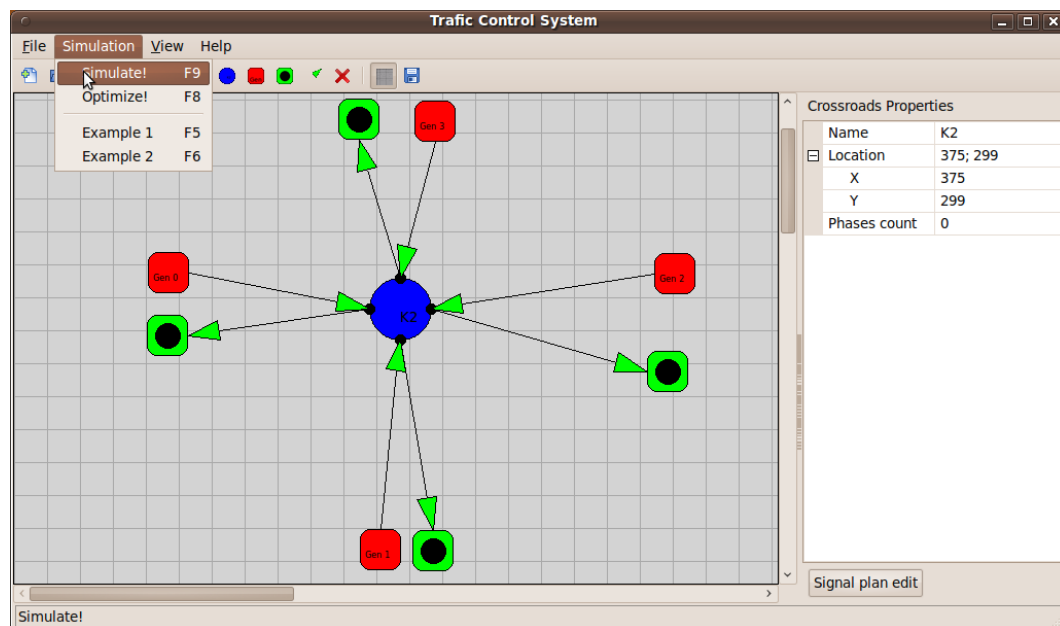 Trafic Control System
File Simulation View Help
Simulate! F9
Optimize! F8
Example 1 F5
Example 2 F6
Gen 3
Gen 0
Gen 2
K2
Gen 1
Crossroads Properties
Name K2
Location 375; 299
X 375
Y 299
Phases count 0
Signal plan edit
Simulate!